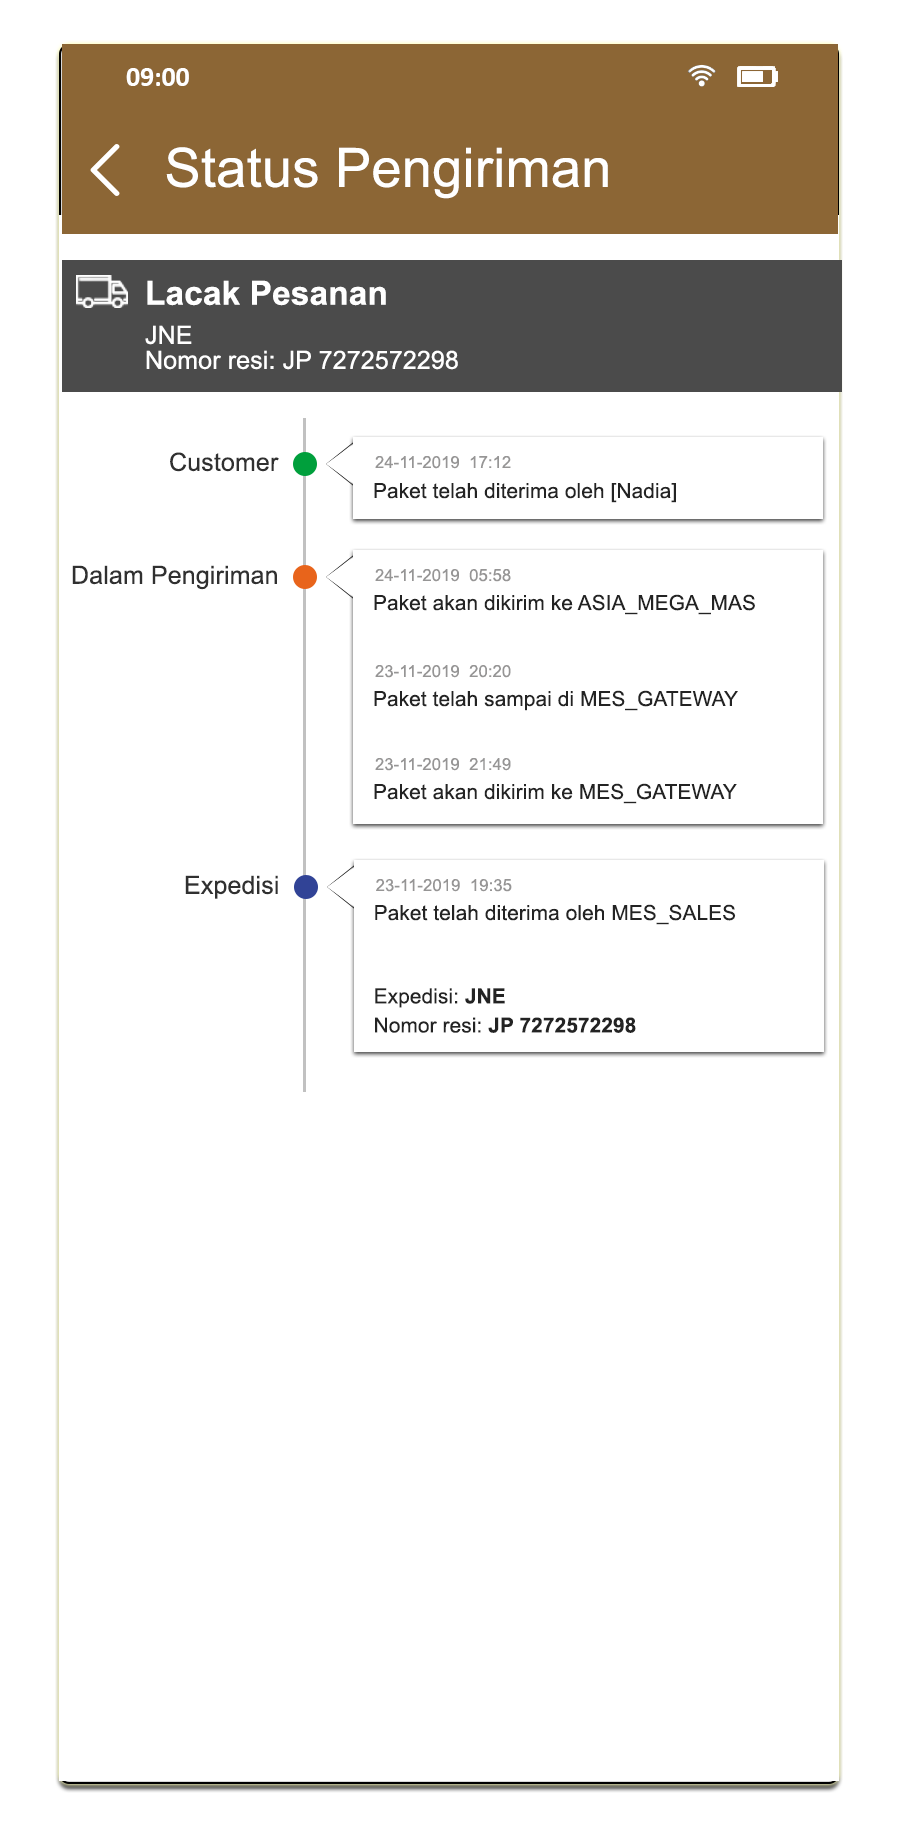 09:00
Status Pengiriman
Lacak Pesanan
JNE
Nomor resi: JP 7272572298
Customer
24-11-2019 17:12
Paket telah diterima oleh [Nadia]
Dalam Pengiriman
24-11-2019 05:58
Paket akan dikirim ke ASIA_MEGA_MAS
23-11-2019 20:20
Paket telah sampai di MES_GATEWAY
23-11-2019 21:49
Paket akan dikirim ke MES_GATEWAY
Expedisi
23-11-2019 19:35
Paket telah diterima oleh MES_SALES
Expedisi: JNE
Nomor resi: JP 7272572298